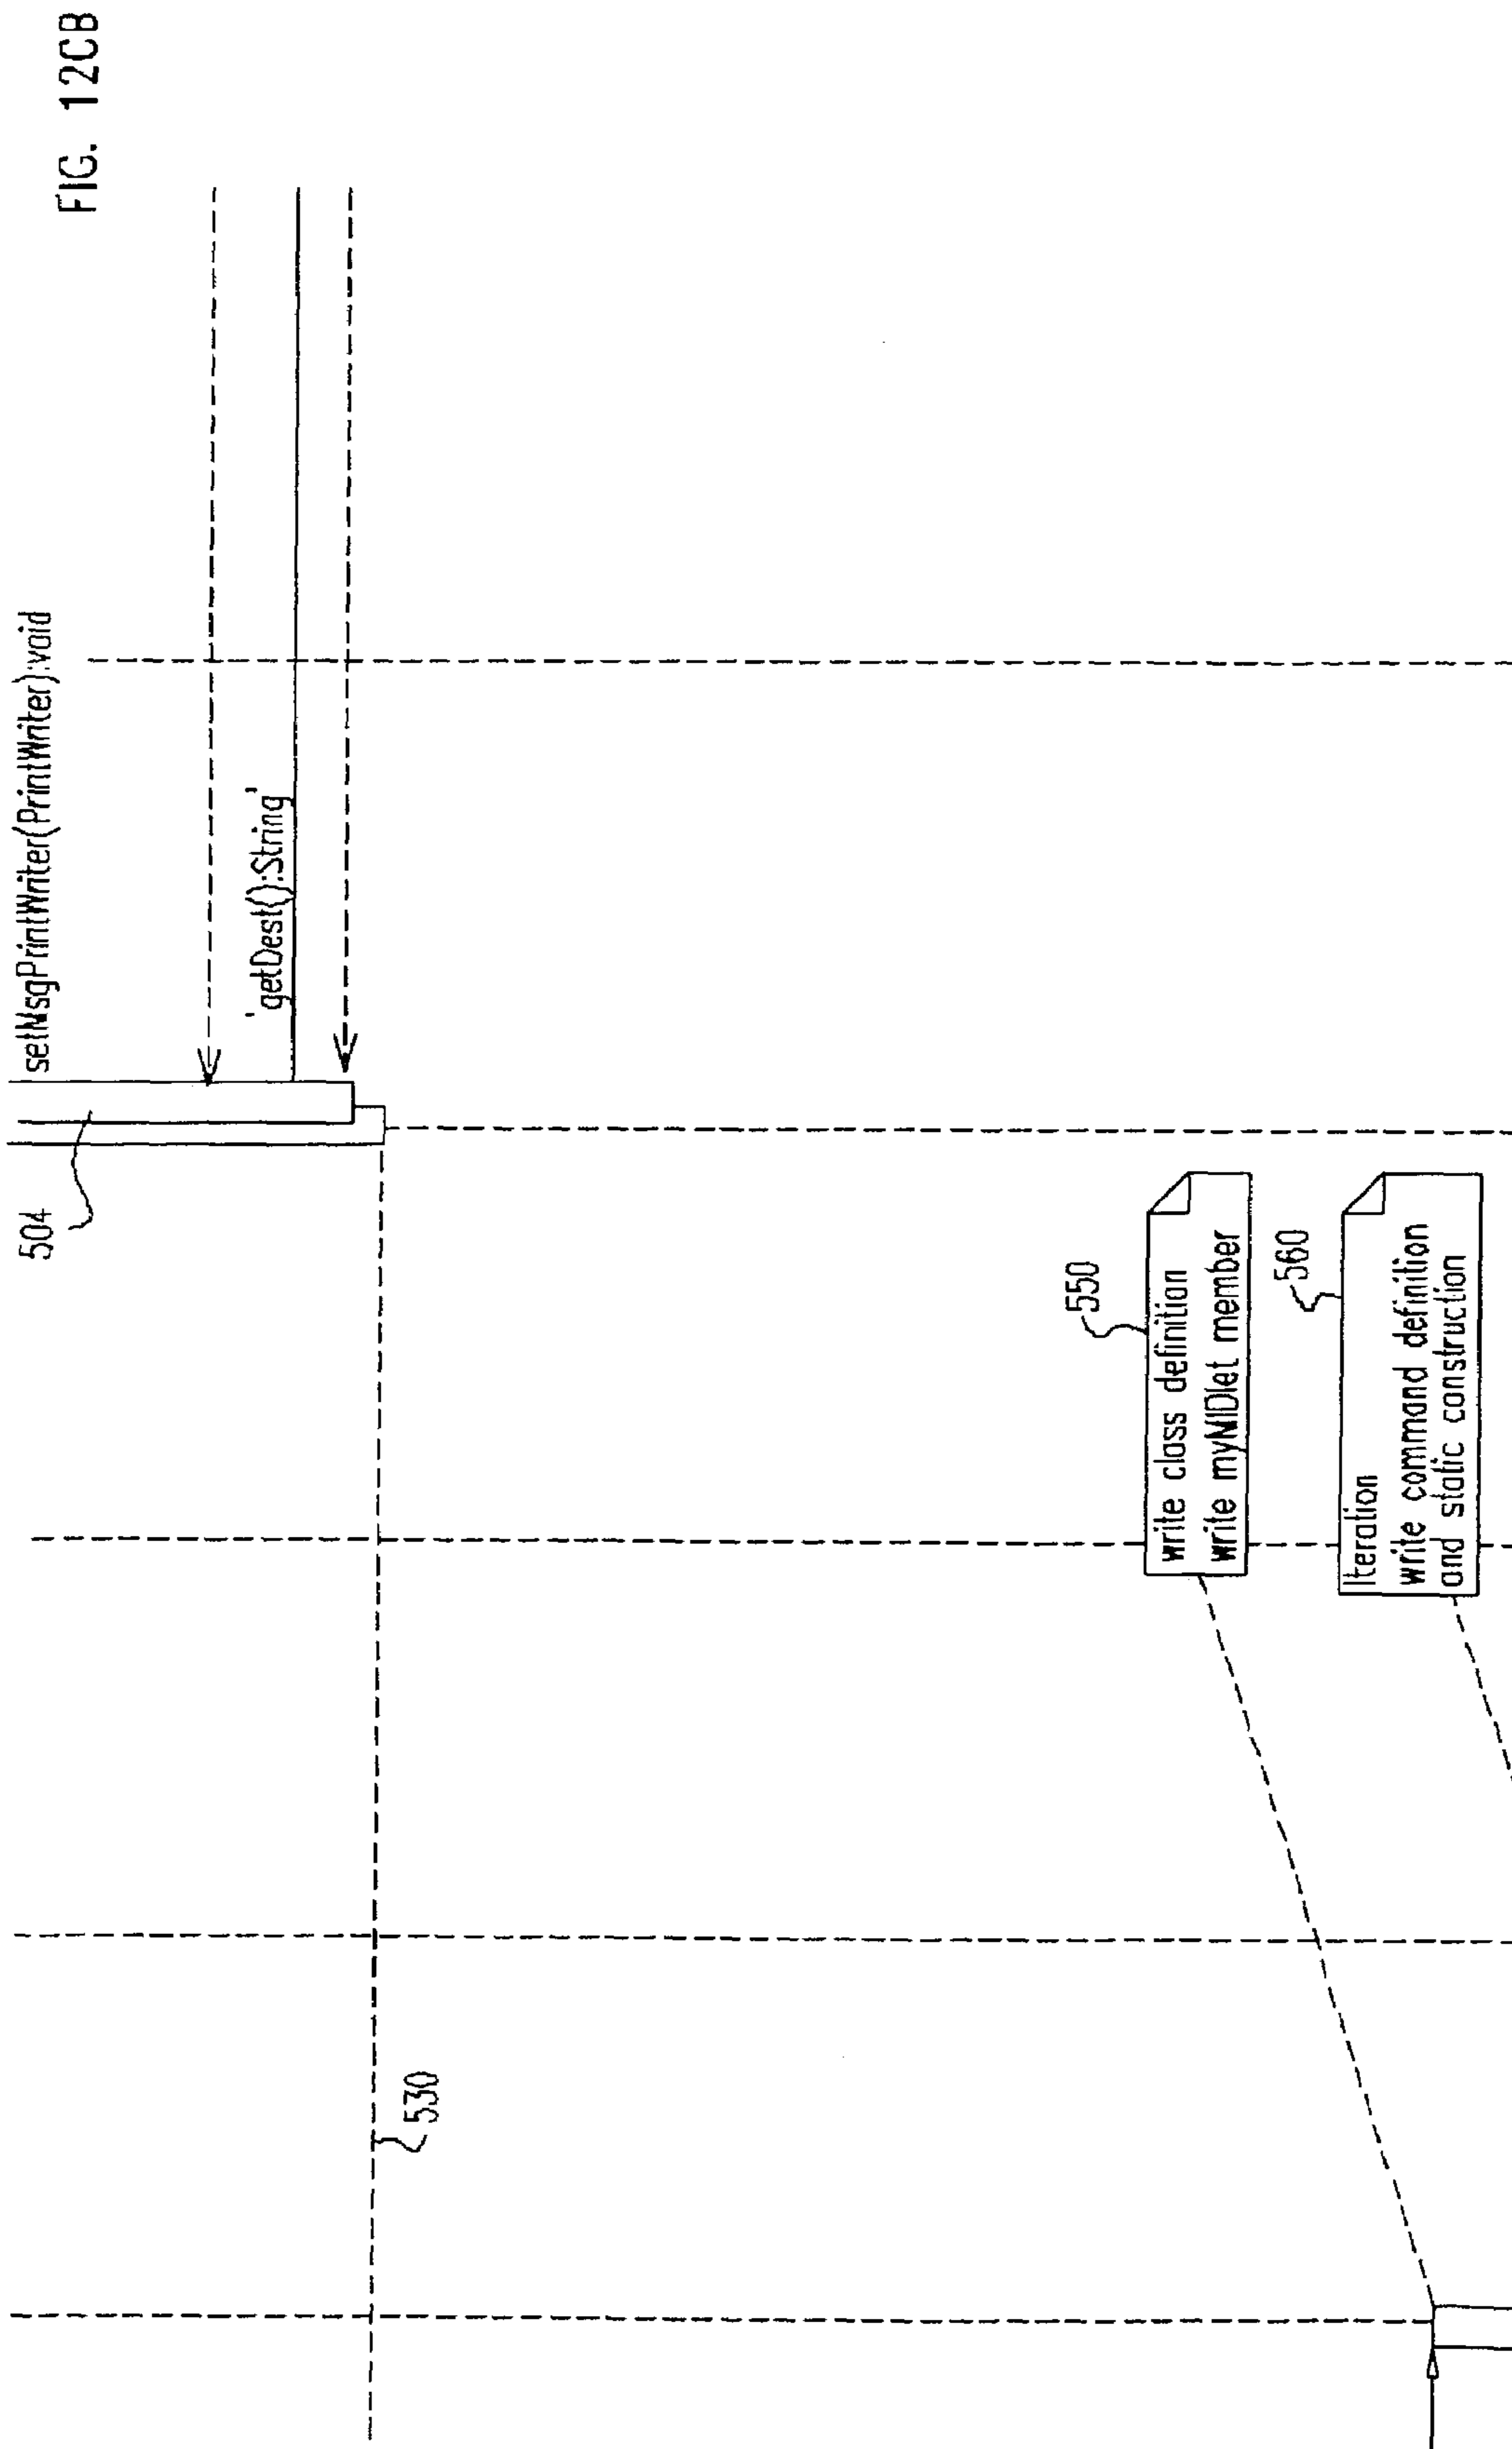 FIG. 12CB
setMsgPrintWriter(PrintWriter):void
504
'getDest():String'
530
550
write class definition
write myMIDlet member
560
Iteration
write command definition
and static construction